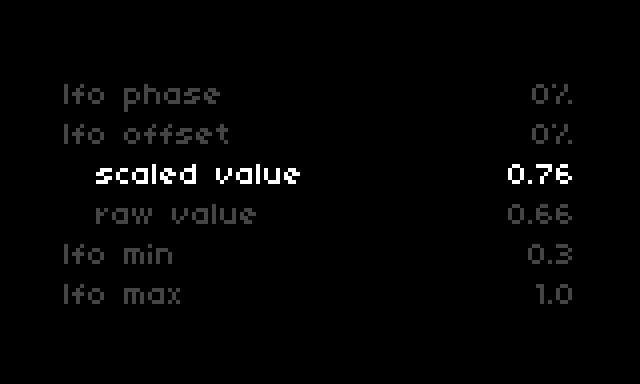 lfo phase 0%
lfo offset 0%
scaled value 0.76
raw value 0.66
lfo min 0.3
lfo max 1.0